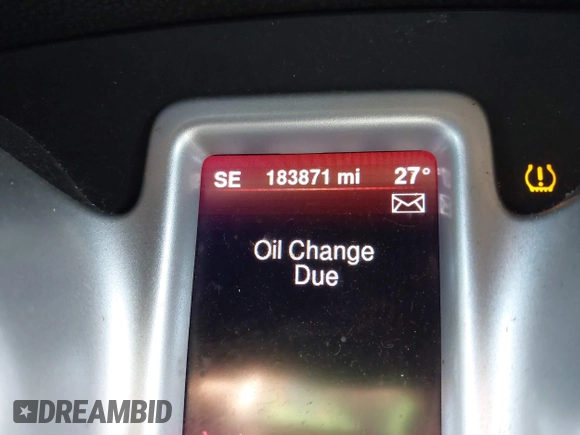 SE 183871 mi 27°
Oil Change
Due
DREAMBID